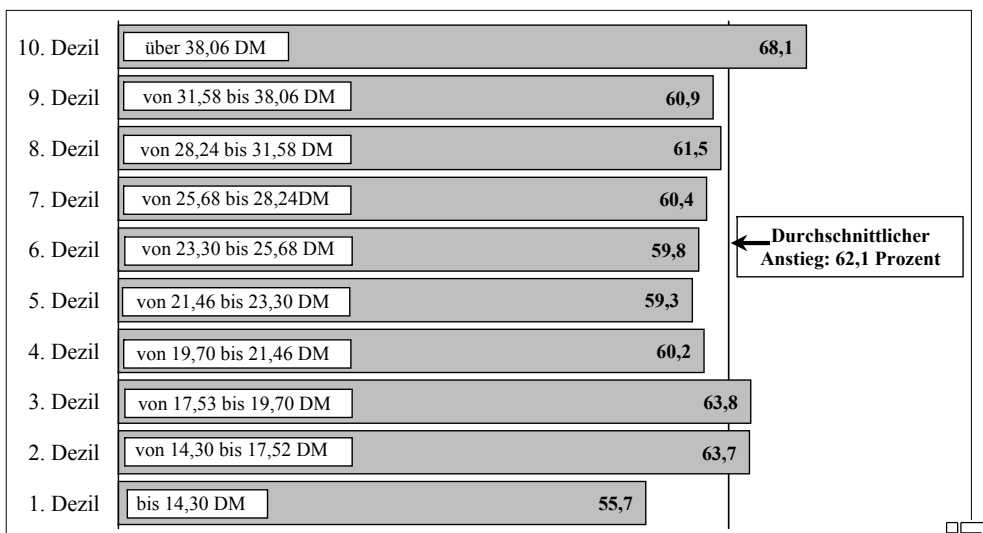 10. Dezil über 38,06 DM 68,1
9. Dezil von 31,58 bis 38,06 DM 60,9
8. Dezil von 28,24 bis 31,58 DM 61,5
7. Dezil von 25,68 bis 28,24DM 60,4
6. Dezil von 23,30 bis 25,68 DM 59,8
Durchschnittlicher
Anstieg: 62,1 Prozent
5. Dezil von 21,46 bis 23,30 DM 59,3
4. Dezil von 19,70 bis 21,46 DM 60,2
3. Dezil von 17,53 bis 19,70 DM 63,8
2. Dezil von 14,30 bis 17,52 DM 63,7
1. Dezil bis 14,30 DM 55,7